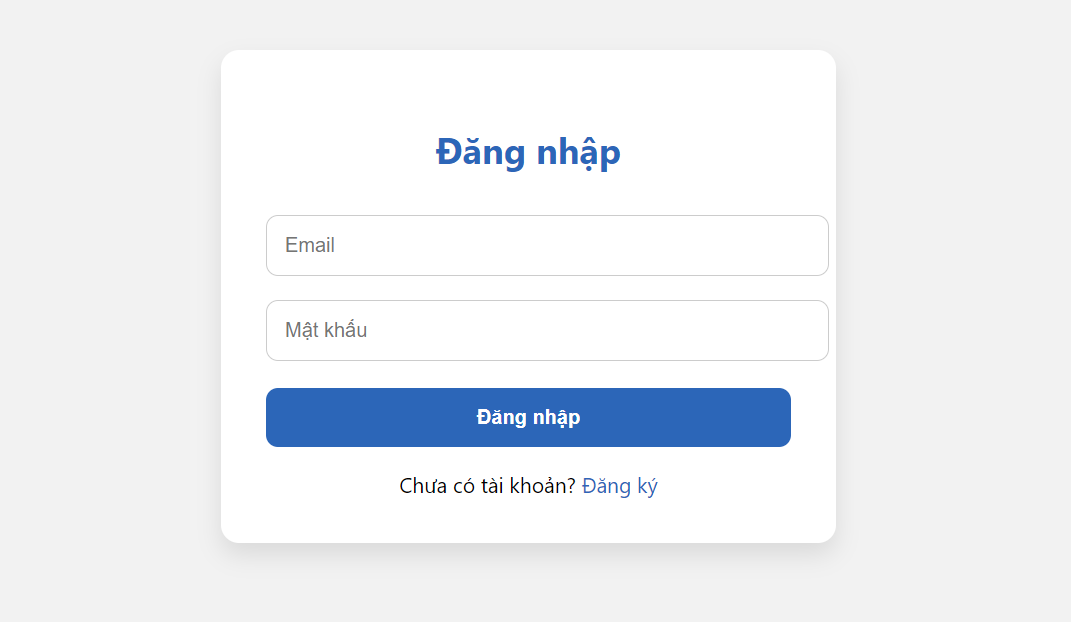 Đăng nhập
Email
Mật khẩu
Đăng nhập
Chưa có tài khoản? Đăng ký